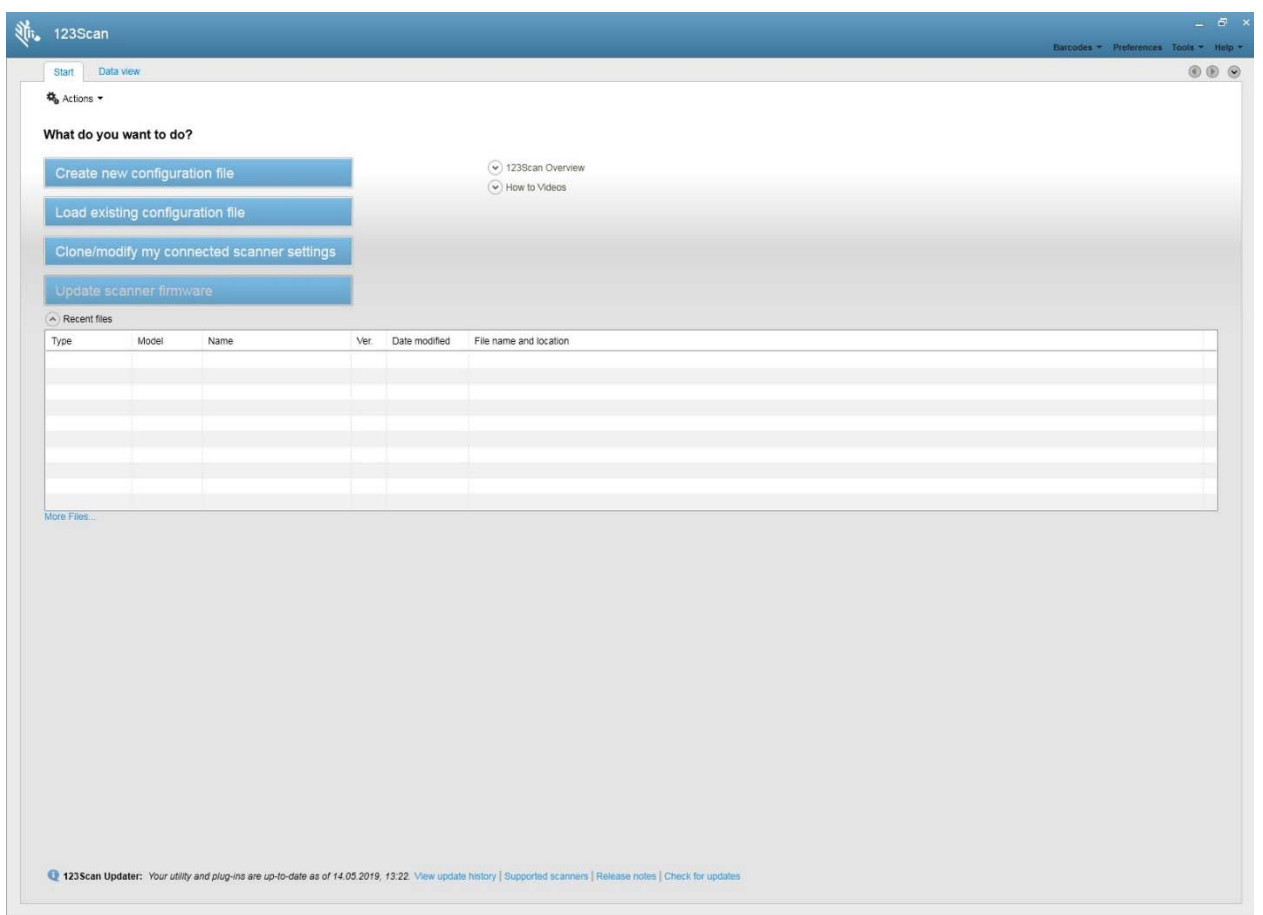 123Scan
Barcodes Preferences Tools Help
Start Data view
Actions
What do you want to do?
Create new configuration file
123Scan Overview
How to Videos
Load existing configuration file
Clone/modify my connected scanner settings
Update scanner firmware
Recent files
Type Model Name Ver. Date modified File name and location
More Files...
123Scan Updater: Your utility and plug-ins are up-to-date as of 14.05.2019, 13:22. View update history | Supported scanners | Release notes | Check for updates